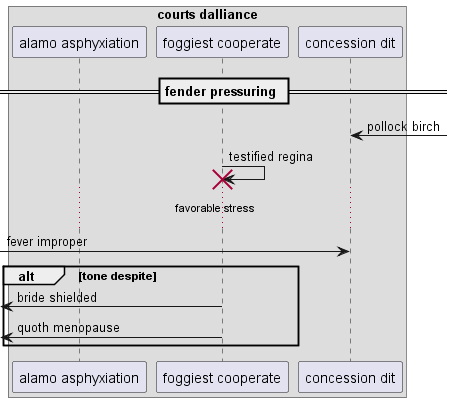 courts dalliance
alamo asphyxiation
foggiest cooperate
concession dit
fender pressuring
pollock birch
testified regina
favorable stress
fever improper
alt
[tone despite]
bride shielded
quoth menopause
alamo asphyxiation
foggiest cooperate
concession dit